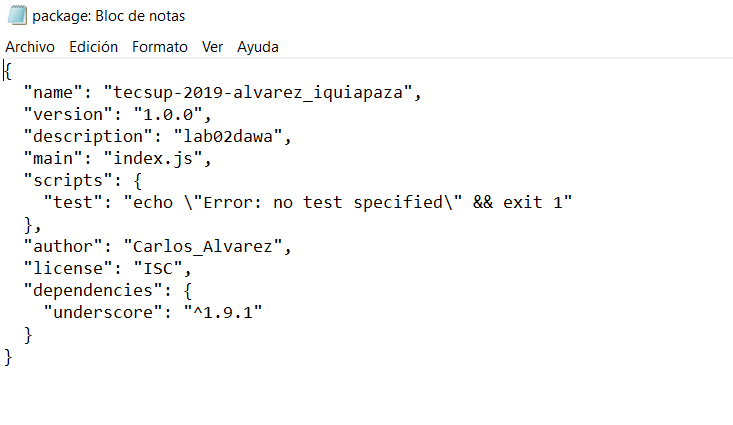 package: Bloc de notas
Archivo Edición Formato Ver Ayuda
{
  "name": "tecsup-2019-alvarez_iquiapaza",
  "version": "1.0.0",
  "description": "lab02dawa",
  "main": "index.js",
  "scripts": {
    "test": "echo \"Error: no test specified\" && exit 1"
  },
  "author": "Carlos_Alvarez",
  "license": "ISC",
  "dependencies": {
    "underscore": "^1.9.1"
  }
}